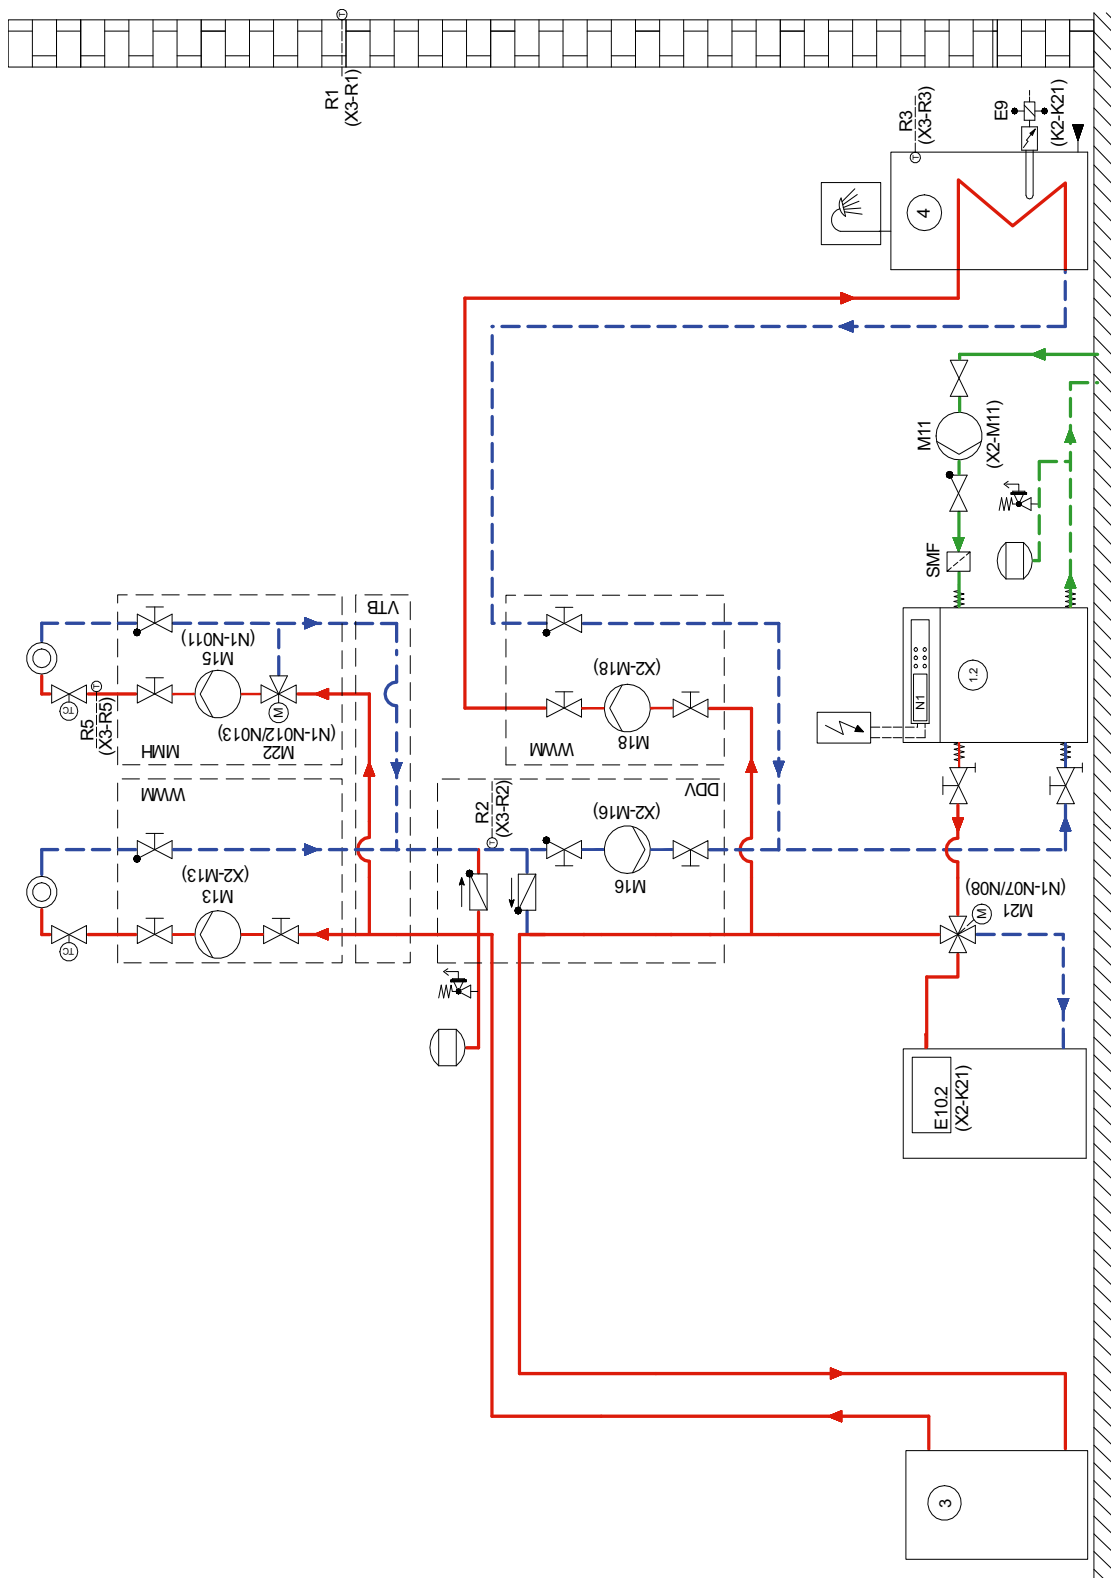 R1
(X3-R1)
R3
(X3-R3)
E9
(K2-K21)
4
M11
(X2-M11)
SMF
VTB
(N1-N011)
M15
TC
R5
(X3-R5)
M
(N1-N012/N013)
M22
MMH
WWM
(X2-M13)
M13
TC
WWM
(X2-M18)
M18
DDV
R2
(X3-R2)
(X2-M16)
M16
N1
1.2
(N1-N07/N08)
M21
M
E10.2
(X2-K21)
3
T
T
T
T